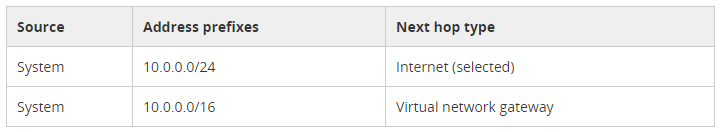 Source Address prefixes Next hop type
System 10.0.0.0/24 Internet (selected)
System 10.0.0.0/16 Virtual network gateway